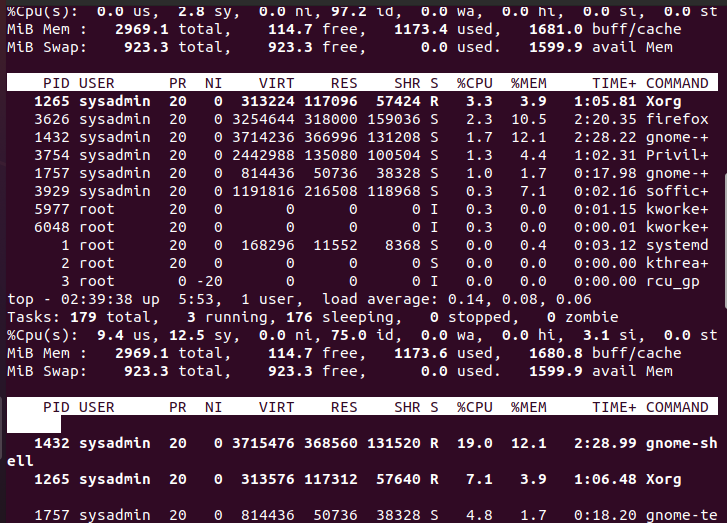 %Cpu(s):  0.0 us,  2.8 sy,  0.0 ni, 97.2 id,  0.0 wa,  0.0 hi,  0.0 si,  0.0 st
MiB Mem :   2969.1 total,    114.7 free,   1173.4 used,   1681.0 buff/cache
MiB Swap:    923.3 total,    923.3 free,      0.0 used.   1599.9 avail Mem
PID USER      PR  NI    VIRT    RES    SHR S  %CPU  %MEM     TIME+ COMMAND
1265 sysadmin  20   0  313224 117096  57424 R   3.3   3.9   1:05.81 Xorg
3626 sysadmin  20   0 3254644 318000 159036 S   2.3  10.5   2:20.35 firefox
1432 sysadmin  20   0 3714236 366996 131208 S   1.7  12.1   2:28.22 gnome-+
3754 sysadmin  20   0 2442988 135080 100504 S   1.3   4.4   1:02.31 Privil+
1757 sysadmin  20   0  814436  50736  38328 S   1.0   1.7   0:17.98 gnome-+
3929 sysadmin  20   0 1191816 216508 118968 S   0.3   7.1   0:02.16 soffic+
5977 root      20   0       0      0      0 I   0.3   0.0   0:01.15 kworke+
6048 root      20   0       0      0      0 I   0.3   0.0   0:00.01 kworke+
1 root      20   0  168296  11552   8368 S   0.0   0.4   0:03.12 systemd
2 root      20   0       0      0      0 S   0.0   0.0   0:00.00 kthrea+
3 root       0 -20       0      0      0 I   0.0   0.0   0:00.00 rcu_gp
top - 02:39:38 up  5:53,  1 user,  load average: 0.14, 0.08, 0.06
Tasks: 179 total,   3 running, 176 sleeping,   0 stopped,   0 zombie
%Cpu(s):  9.4 us, 12.5 sy,  0.0 ni, 75.0 id,  0.0 wa,  0.0 hi,  3.1 si,  0.0 st
MiB Mem :   2969.1 total,    114.7 free,   1173.6 used,   1680.8 buff/cache
MiB Swap:    923.3 total,    923.3 free,      0.0 used.   1599.9 avail Mem
PID USER      PR  NI    VIRT    RES    SHR S  %CPU  %MEM     TIME+ COMMAND
1432 sysadmin  20   0 3715476 368560 131520 R  19.0  12.1   2:28.99 gnome-sh
ell
1265 sysadmin  20   0  313576 117312  57640 R   7.1   3.9   1:06.48 Xorg
1757 sysadmin  20   0  814436  50736  38328 S   4.8   1.7   0:18.20 gnome-te